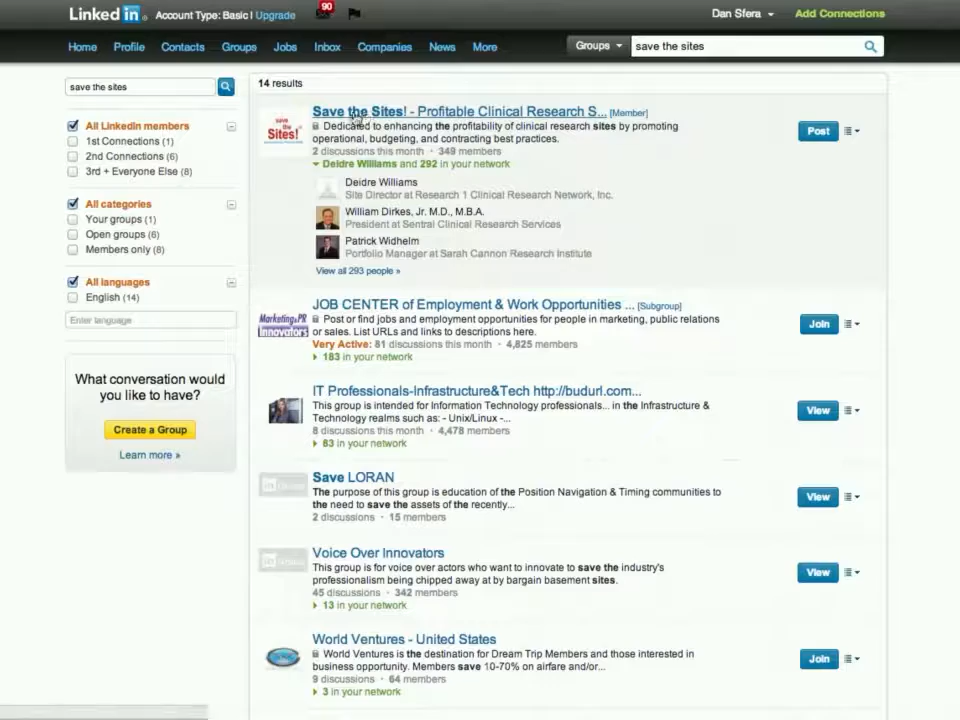 Linked in Account Type: Basic | Upgrade 90 Dan Sfera Add Connections
Home Profile Contacts Groups Jobs Inbox Companies News More Groups save the sites
save the sites
14 results
All LinkedIn members
1st Connections (1)
2nd Connections (6)
3rd + Everyone Else (8)
All categories
Your groups (1)
Open groups (6)
Members only (8)
All languages
English (14)
Enter language
What conversation would
you like to have?
Create a Group
Learn more »
save the Sites!
Save the Sites! - Profitable Clinical Research S... [Member]
Dedicated to enhancing the profitability of clinical research sites by promoting
operational, budgeting, and contracting best practices.
2 discussions this month · 349 members
Deidre Williams and 292 in your network
Post
Deidre Williams
Site Director at Research 1 Clinical Research Network, Inc.
William Dirkes, Jr. M.D., M.B.A.
President at Sentral Clinical Research Services
Patrick Widhelm
Portfolio Manager at Sarah Cannon Research Institute
View all 293 people »
Marketing & PR Innovators
JOB CENTER of Employment & Work Opportunities ... [Subgroup]
Post or find jobs and employment opportunities for people in marketing, public relations
or sales. List URLs and links to descriptions here.
Very Active: 81 discussions this month · 4,825 members
183 in your network
Join
IT Professionals-Infrastructure&Tech http://budurl.com...
This group is intended for Information Technology professionals... in the Infrastructure &
Technology realms such as: - Unix/Linux -...
8 discussions this month · 4,478 members
83 in your network
View
Save LORAN
The purpose of this group is education of the Position Navigation & Timing communities to
the need to save the assets of the recently...
2 discussions · 15 members
View
Voice Over Innovators
This group is for voice over actors who want to innovate to save the industry's
professionalism being chipped away at by bargain basement sites.
45 discussions · 342 members
13 in your network
View
World Ventures - United States
World Ventures is the destination for Dream Trip Members and those interested in
business opportunity. Members save 10-70% on airfare and/or...
9 discussions · 64 members
3 in your network
Join